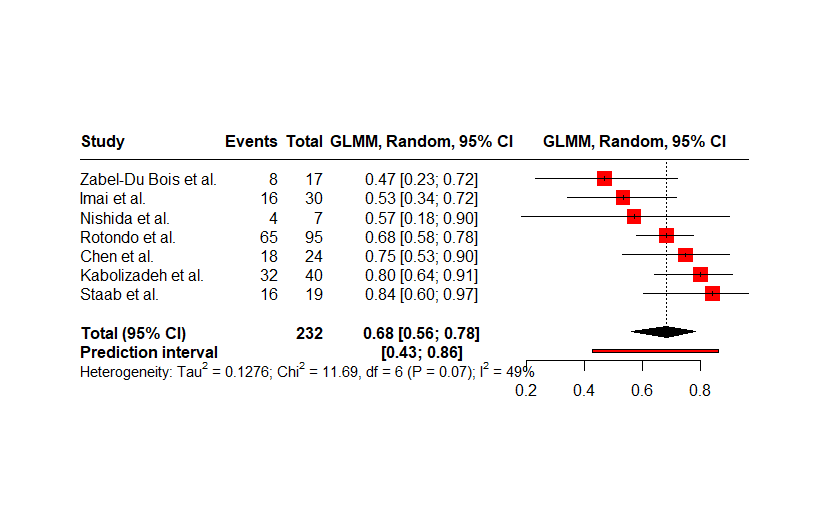 Study Events Total GLMM, Random, 95% CI GLMM, Random, 95% CI
Zabel-Du Bois et al. 8 17 0.47 [0.23; 0.72]
Imai et al. 16 30 0.53 [0.34; 0.72]
Nishida et al. 4 7 0.57 [0.18; 0.90]
Rotondo et al. 65 95 0.68 [0.58; 0.78]
Chen et al. 18 24 0.75 [0.53; 0.90]
Kabolizadeh et al. 32 40 0.80 [0.64; 0.91]
Staab et al. 16 19 0.84 [0.60; 0.97]
Total (95% CI) 232 0.68 [0.56; 0.78]
Prediction interval [0.43; 0.86]
Heterogeneity: Tau² = 0.1276; Chi² = 11.69, df = 6 (P = 0.07); I² = 49%
0.2 0.4 0.6 0.8